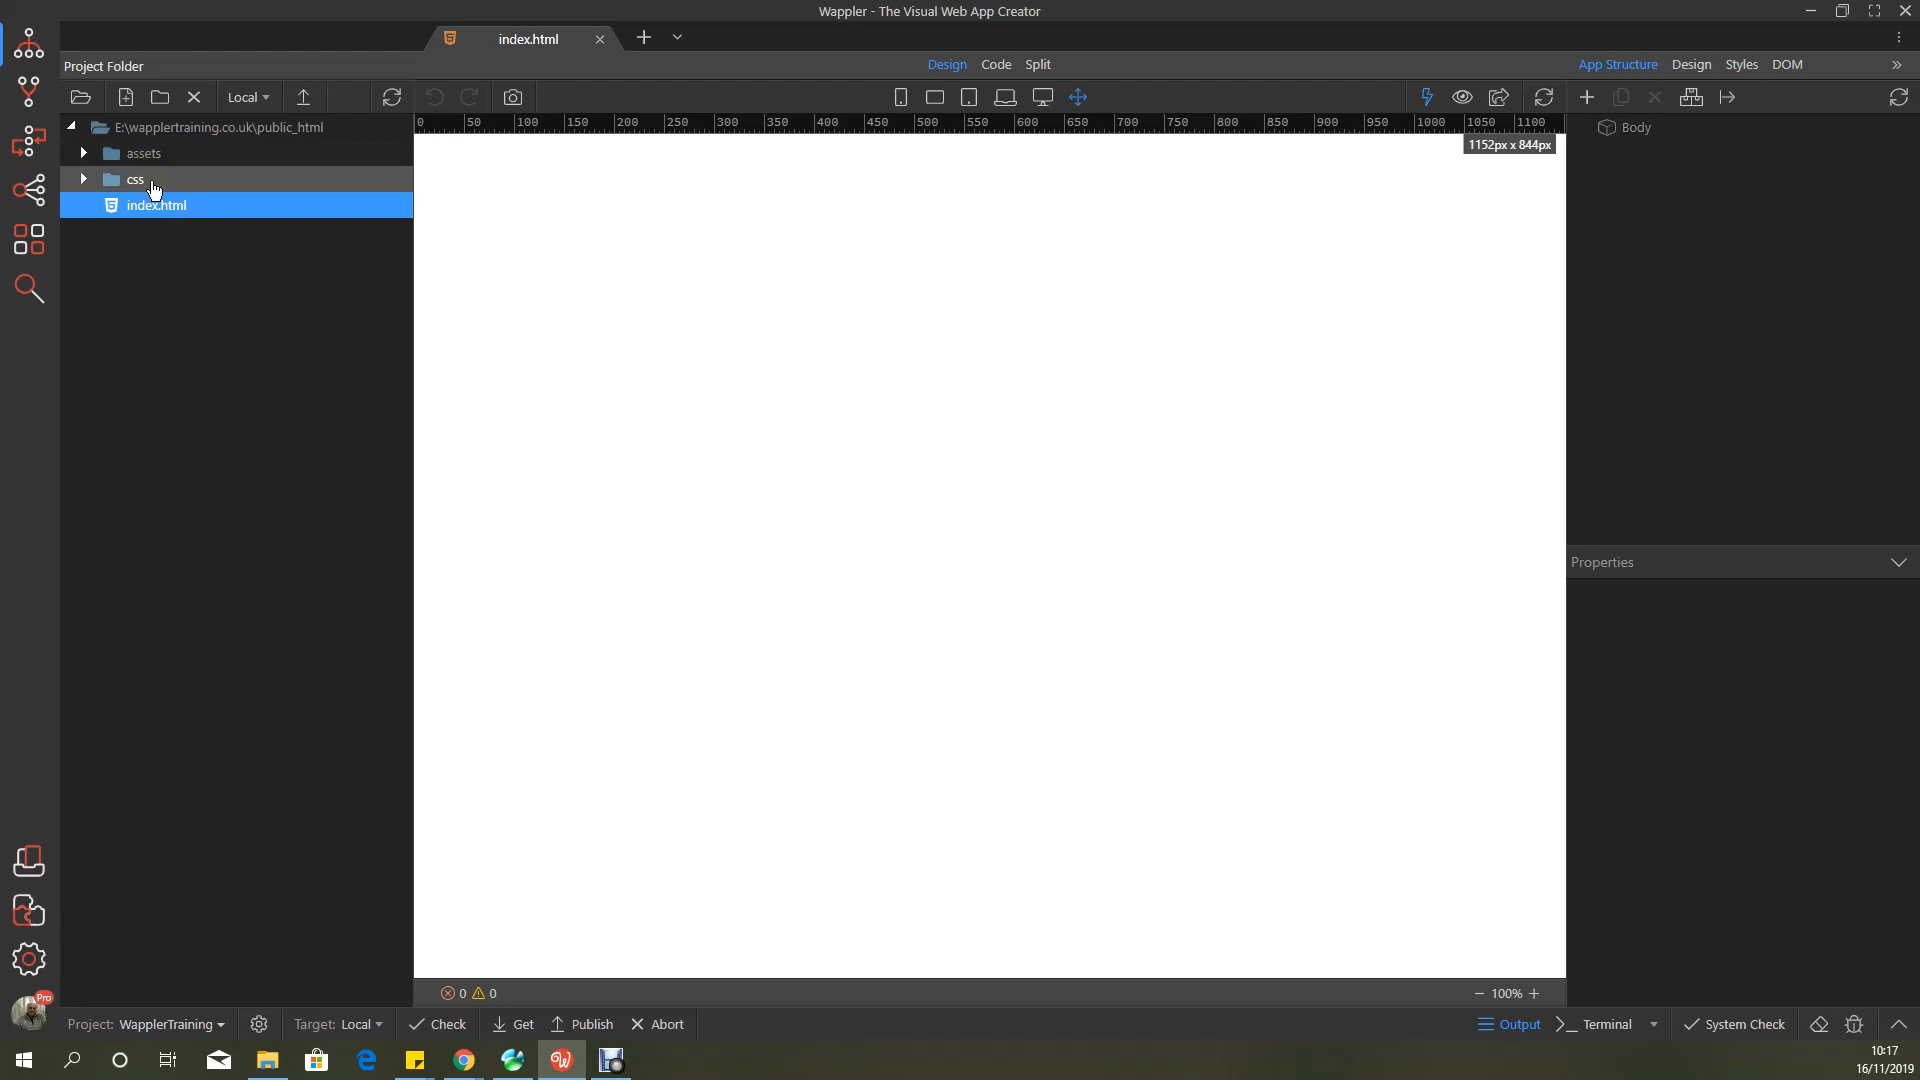 Wappler - The Visual Web App Creator
index.html
Project Folder
Design Code Split
App Structure Design Styles DOM
Local
E:\wapplertraining.co.uk\public_html
0 50 100 150 200 250 300 350 400 450 500 550 600 650 700 750 800 850 900 950 1000 1050 1100
Body
1152px x 844px
assets
css
index.html
Properties
0 0
100%
Pro
Project: WapplerTraining
Target: Local
Check
Get
Publish
Abort
Output
Terminal
System Check
10:17
16/11/2019